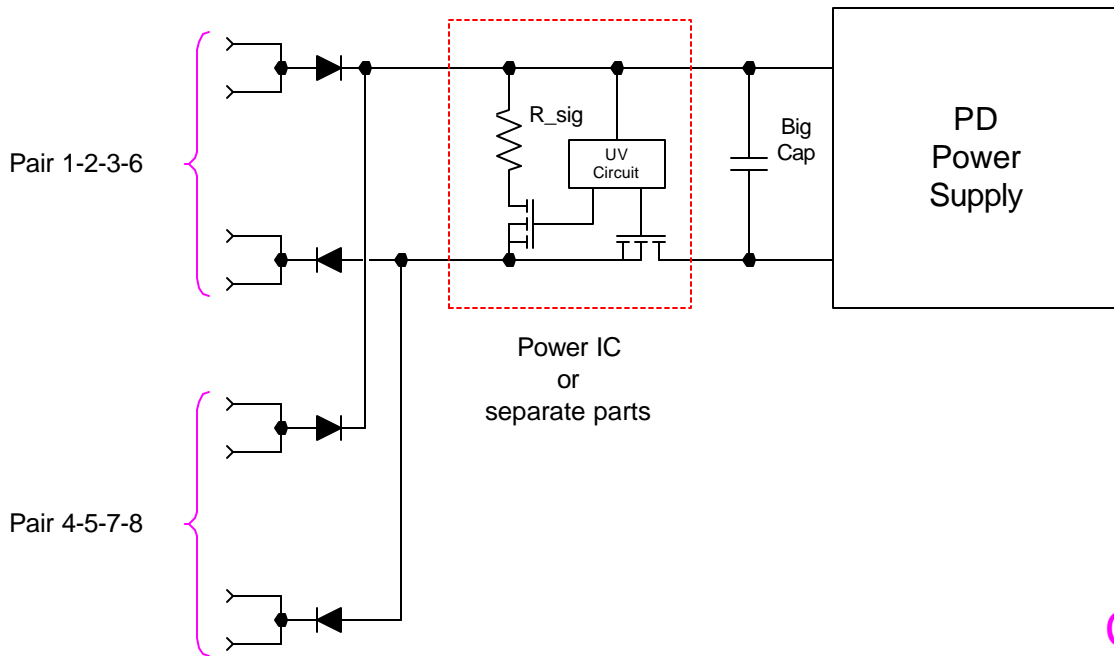 Pair 1-2-3-6
R_sig
UV
Circuit
Big
Cap
PD
Power
Supply
Power IC
or
separate parts
Pair 4-5-7-8